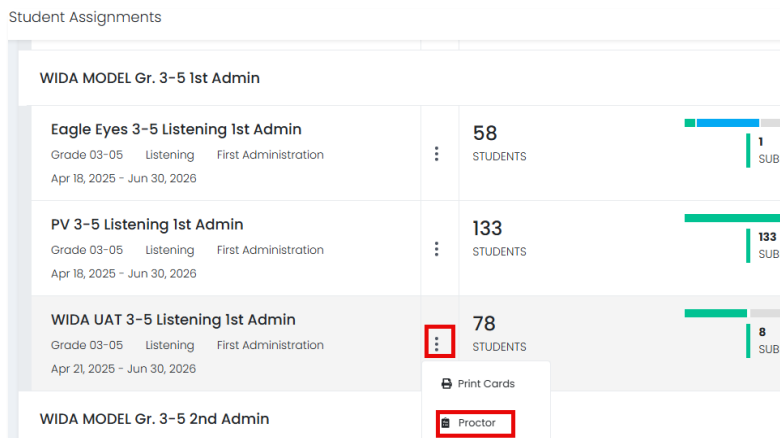 Student Assignments
WIDA MODEL Gr. 3-5 1st Admin
Eagle Eyes 3-5 Listening 1st Admin
Grade 03-05 Listening First Administration
Apr 18, 2025 - Jun 30, 2026
58
STUDENTS
1
SUB
PV 3-5 Listening 1st Admin
Grade 03-05 Listening First Administration
Apr 18, 2025 - Jun 30, 2026
133
STUDENTS
133
SUB
WIDA UAT 3-5 Listening 1st Admin
Grade 03-05 Listening First Administration
Apr 21, 2025 - Jun 30, 2026
78
STUDENTS
8
SUB
Print Cards
Proctor
WIDA MODEL Gr. 3-5 2nd Admin